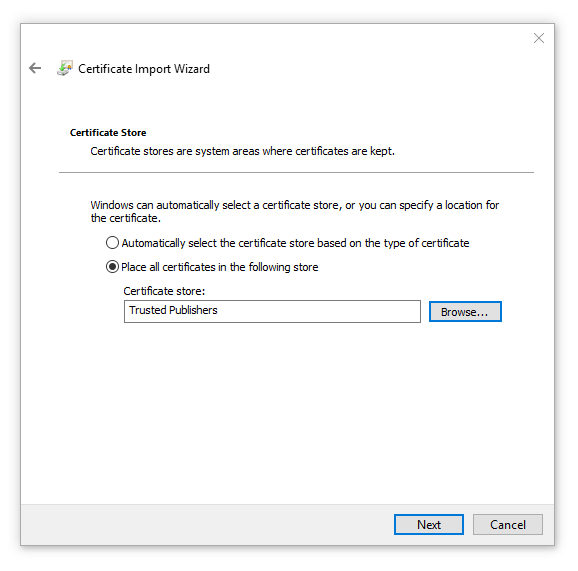 Certificate Import Wizard
Certificate Store
Certificate stores are system areas where certificates are kept.
Windows can automatically select a certificate store, or you can specify a location for
the certificate.
Automatically select the certificate store based on the type of certificate
Place all certificates in the following store
Certificate store:
Trusted Publishers
Browse...
Next
Cancel